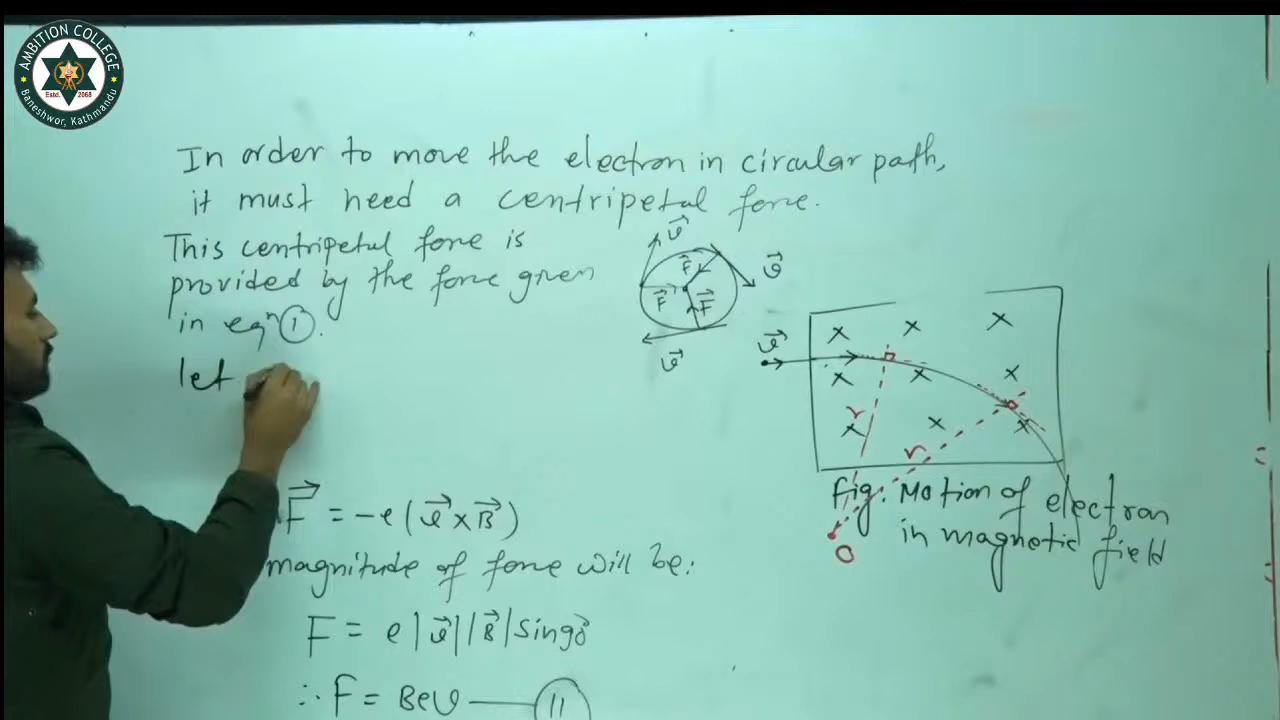 AMBITION COLLEGE
Estd. 2068
Baneshwor, Kathmandu
In order to move the electron in circular path,
it must need a centripetal force.
This centripetal force is
provided by the force given
in eqⁿ ①.
let
F⃗ = -e (v⃗ × B⃗)
magnitude of force will be:
F = e |v⃗| |B⃗| sin90°
∴ F = Bev — ⑪
v⃗
v⃗
F⃗
F⃗
F⃗
v⃗
v⃗
× × ×
× × ×
r × × ×
r
O
Fig: Motion of electron
in magnetic field